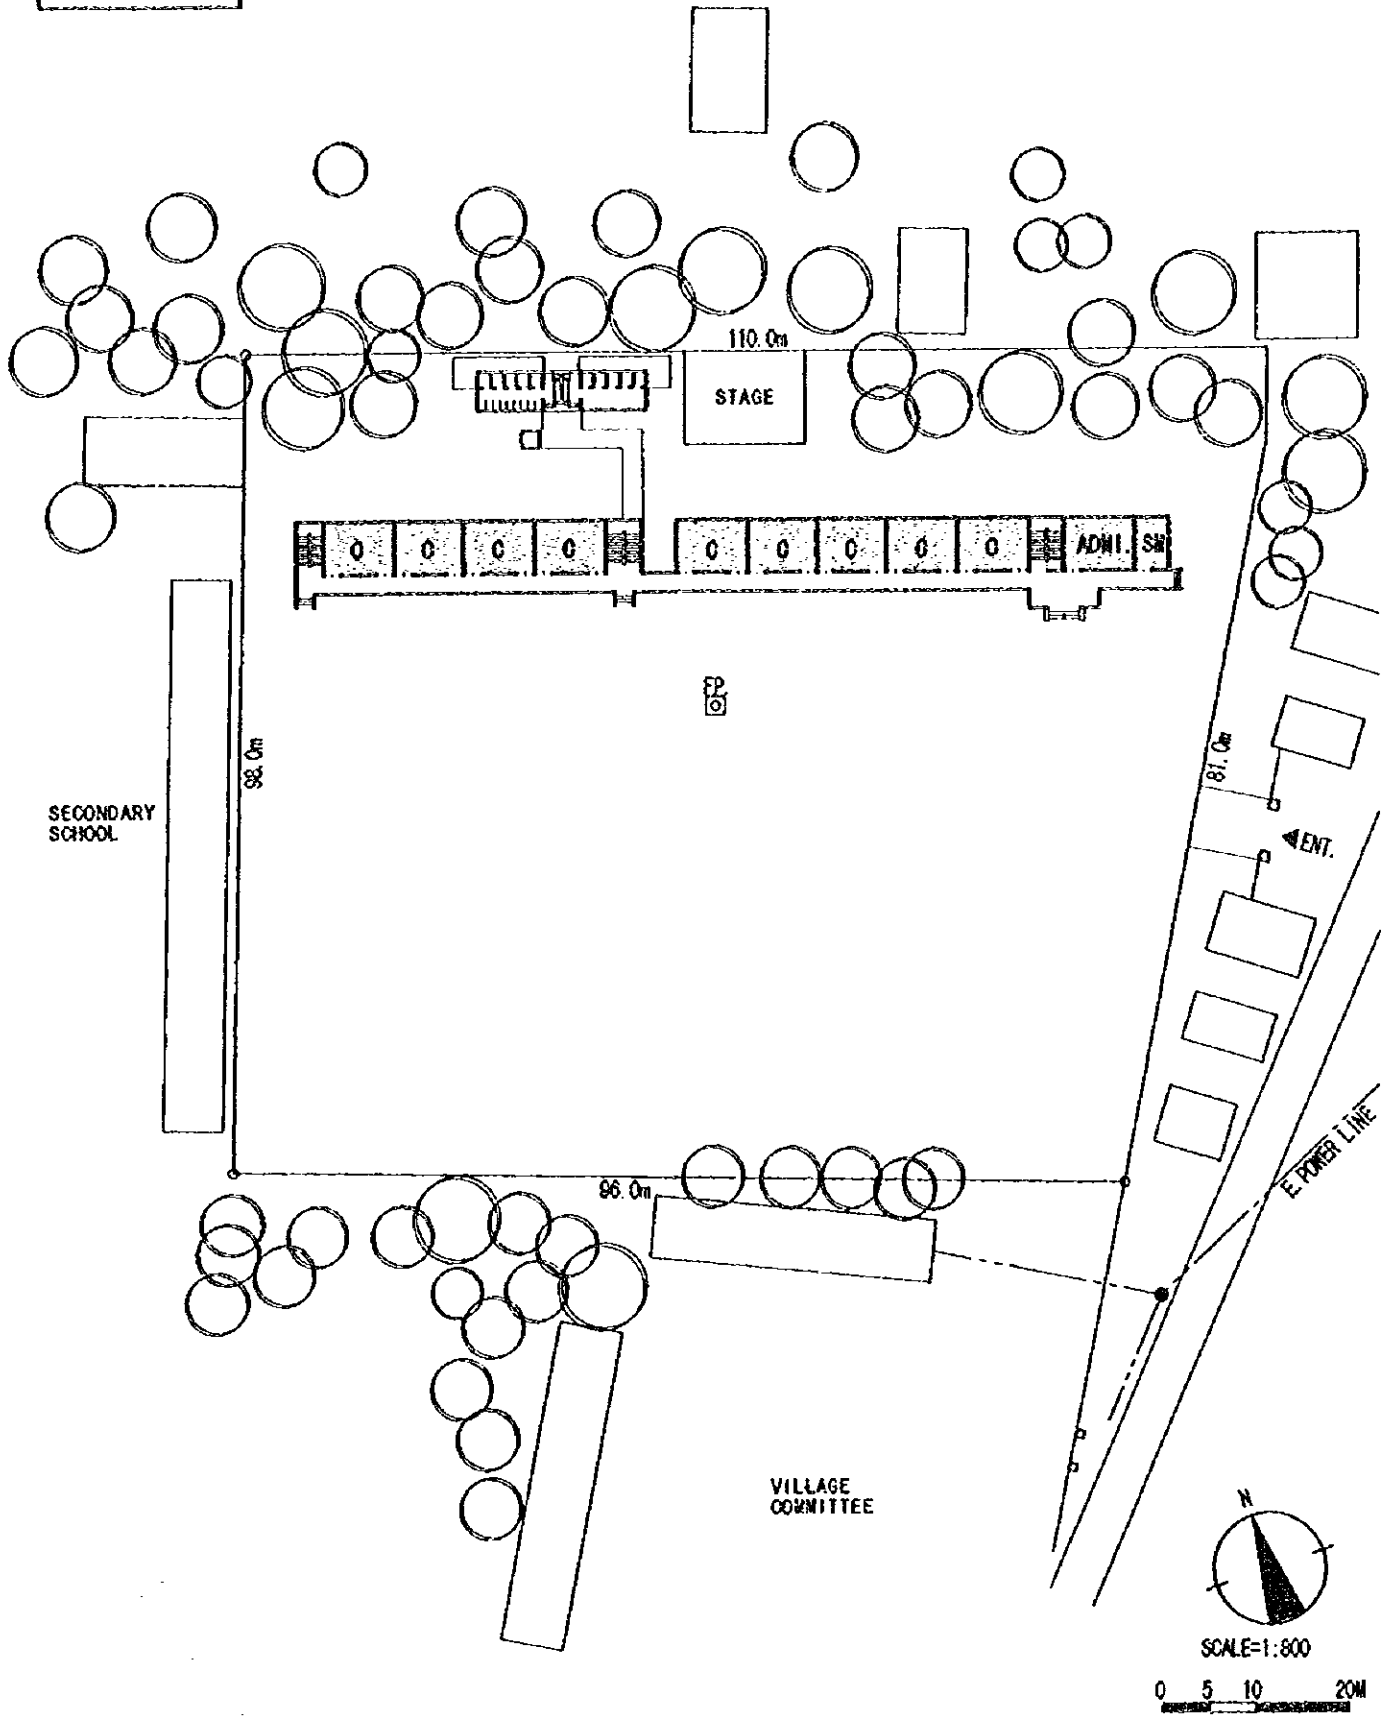 110.0m
STAGE
C C C C C C C C C ADMI. SW
FP.
98.0m
81.0m
SECONDARY
SCHOOL
ENT.
E.POWER LINE
96.0m
VILLAGE
COMMITTEE
N
SCALE=1:800
0 5 10 20M